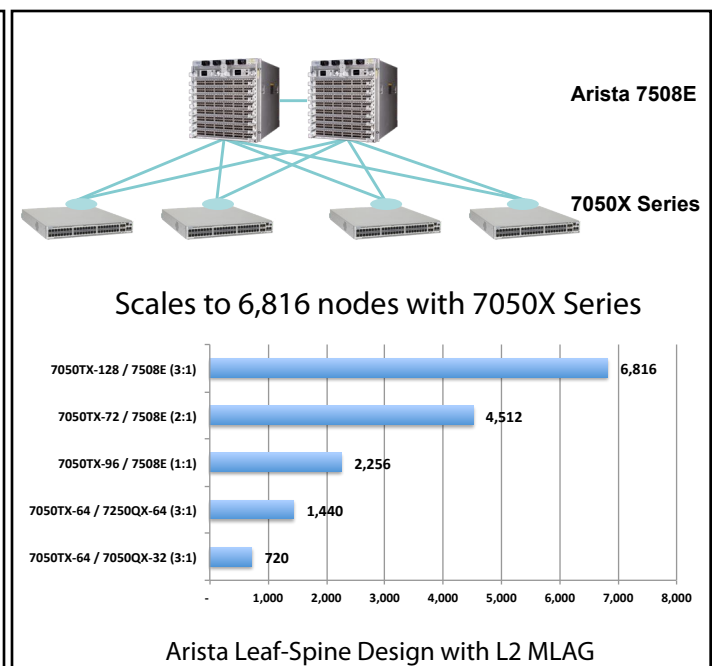 Arista 7508E
7050X Series
Scales to 6,816 nodes with 7050X Series
7050TX-128 / 7508E (3:1)
6,816
7050TX-72 / 7508E (2:1)
4,512
7050TX-96 / 7508E (1:1)
2,256
7050TX-64 / 7250QX-64 (3:1)
1,440
7050TX-64 / 7050QX-32 (3:1)
720
- 1,000 2,000 3,000 4,000 5,000 6,000 7,000 8,000
Arista Leaf-Spine Design with L2 MLAG